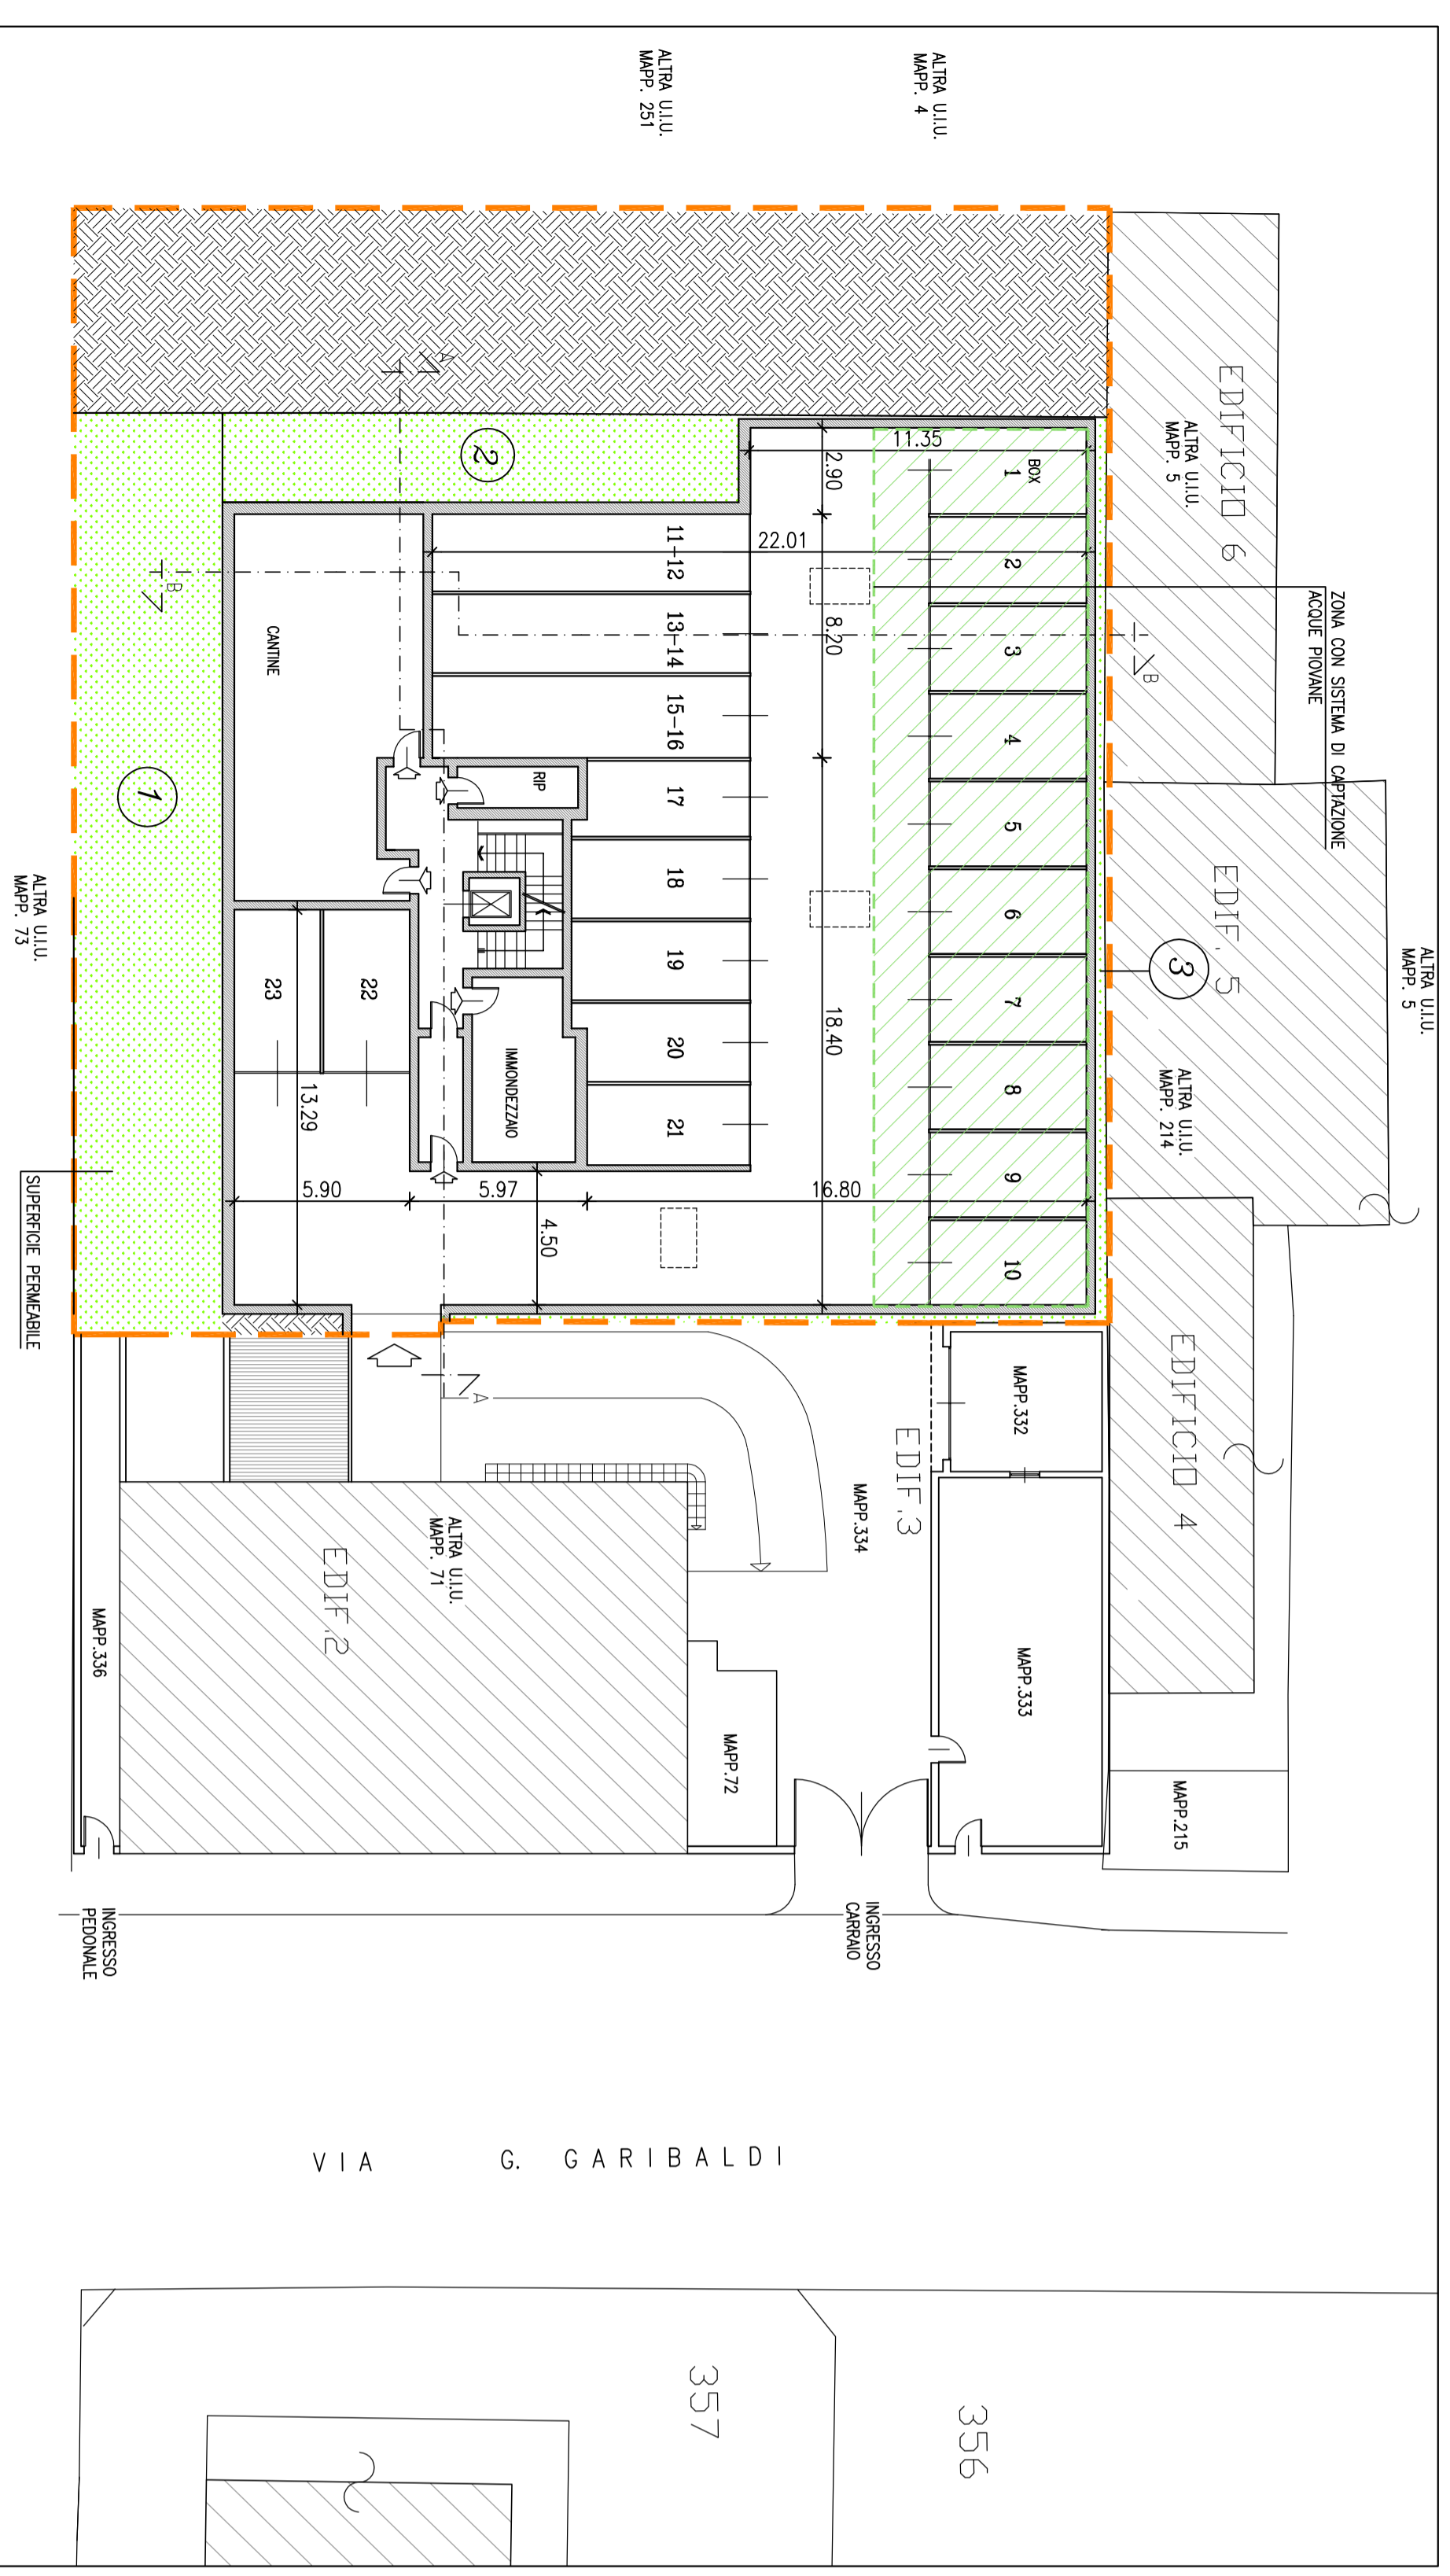 ALTRA U.I.U.
MAPP. 251
ALTRA U.I.U.
MAPP. 4
EDIFICIO 6
ALTRA U.I.U.
MAPP. 5
ZONA CON SISTEMA DI CAPTAZIONE
ACQUE PIOVANE
EDIF. 5
ALTRA U.I.U.
MAPP. 5
ALTRA U.I.U.
MAPP. 214
3
EDIFICIO 4
MAPP.215
A
B
B
A
2
1
11.35
2.90
BOX
1
2
3
4
5
6
7
8
9
10
22.01
8.20
18.40
11-12
13-14
15-16
17
18
19
20
21
CANTINE
RIP
IMMONDEZZAIO
22
23
13.29
5.90
5.97
16.80
4.50
ALTRA U.I.U.
MAPP. 73
SUPERFICIE PERMEABILE
MAPP.332
EDIF.3
MAPP.334
MAPP.333
ALTRA U.I.U.
MAPP. 71
EDIF.2
MAPP.336
MAPP.72
INGRESSO
CARRAIO
INGRESSO
PEDONALE
VIA G. GARIBALDI
357
356